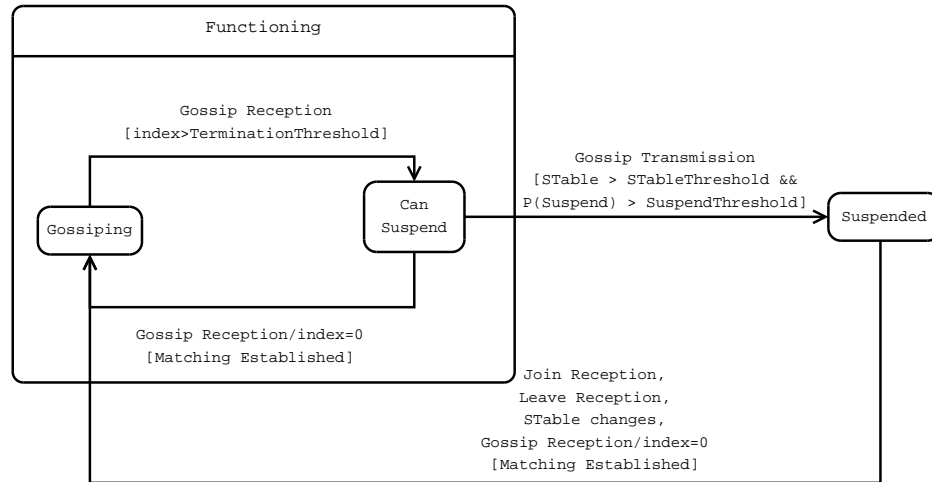 Functioning
Gossip Reception
[index>TerminationThreshold]
Gossip Transmission
[STable > STableThreshold &&
P(Suspend) > SuspendThreshold]
Can
Suspend
Gossiping
Suspended
Gossip Reception/index=0
[Matching Established]
Join Reception,
Leave Reception,
STable changes,
Gossip Reception/index=0
[Matching Established]